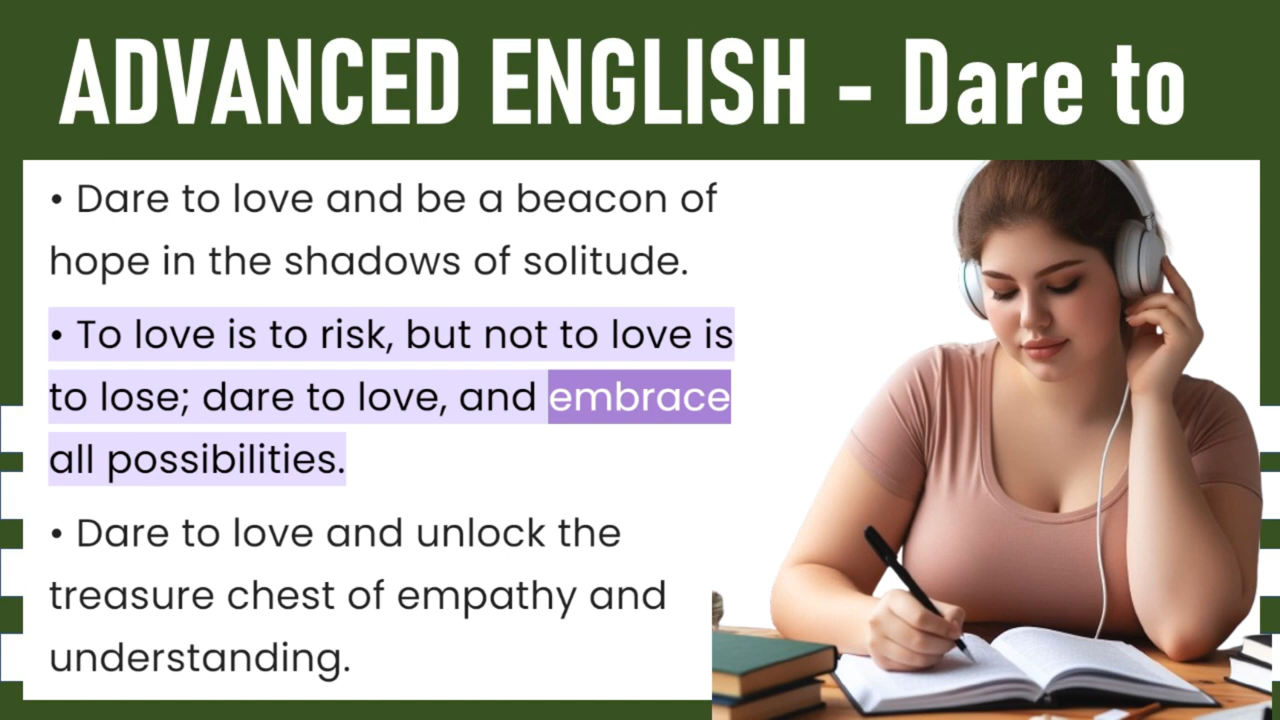 ADVANCED ENGLISH - Dare to
• Dare to love and be a beacon of
hope in the shadows of solitude.
• To love is to risk, but not to love is
to lose; dare to love, and embrace
all possibilities.
• Dare to love and unlock the
treasure chest of empathy and
understanding.